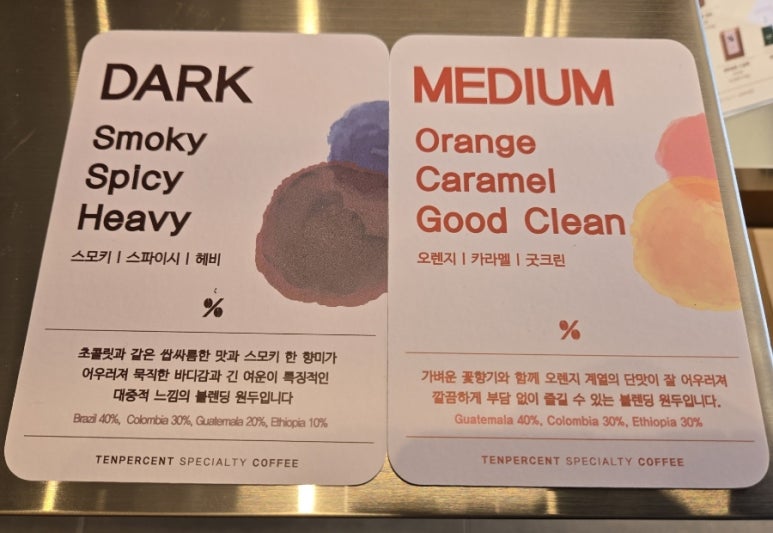 DARK
Smoky
Spicy
Heavy
스모키 | 스파이시 | 헤비
%
초콜릿과 같은 쌉싸름한 맛과 스모키 한 향미가
어우러져 묵직한 바디감과 긴 여운이 특징적인
대중적 느낌의 블렌딩 원두입니다.
Brazil 40%, Colombia 30%, Guatemala 20%, Ethiopia 10%
TENPERCENT SPECIALTY COFFEE
MEDIUM
Orange
Caramel
Good Clean
오렌지 | 카라멜 | 굿크린
%
가벼운 꽃향기와 함께 오렌지 계열의 단맛이 잘 어우러져
깔끔하게 부담 없이 즐길 수 있는 블렌딩 원두입니다.
Guatemala 40%, Colombia 30%, Ethiopia 30%
TENPERCENT SPECIALTY COFFEE